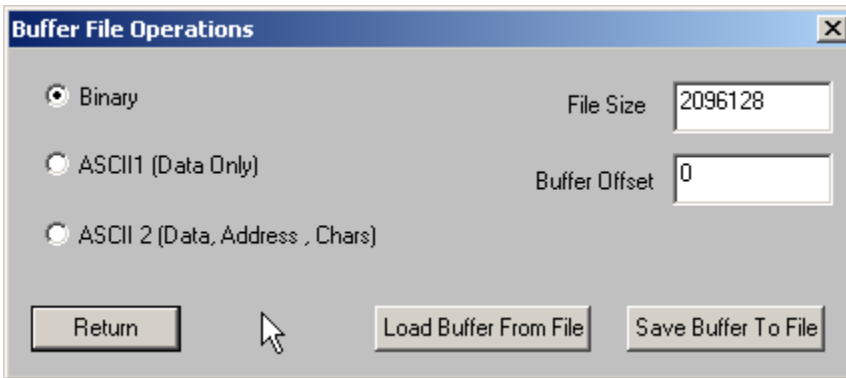 Buffer File Operations
Binary
File Size 2096128
ASCII1 (Data Only)
Buffer Offset 0
ASCII 2 (Data, Address , Chars)
Return Load Buffer From File Save Buffer To File